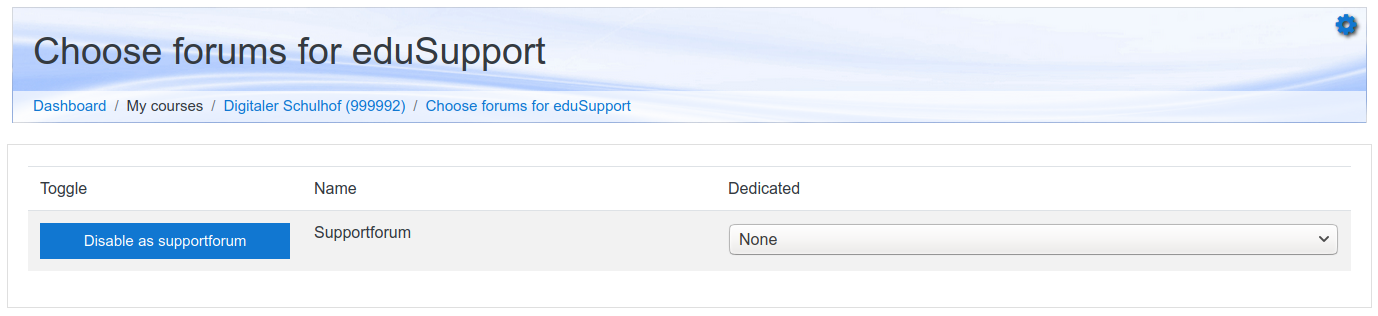 Choose forums for eduSupport
Dashboard / My courses / Digitaler Schulhof (999992) / Choose forums for eduSupport
Toggle Name Dedicated
Disable as supportforum Supportforum None